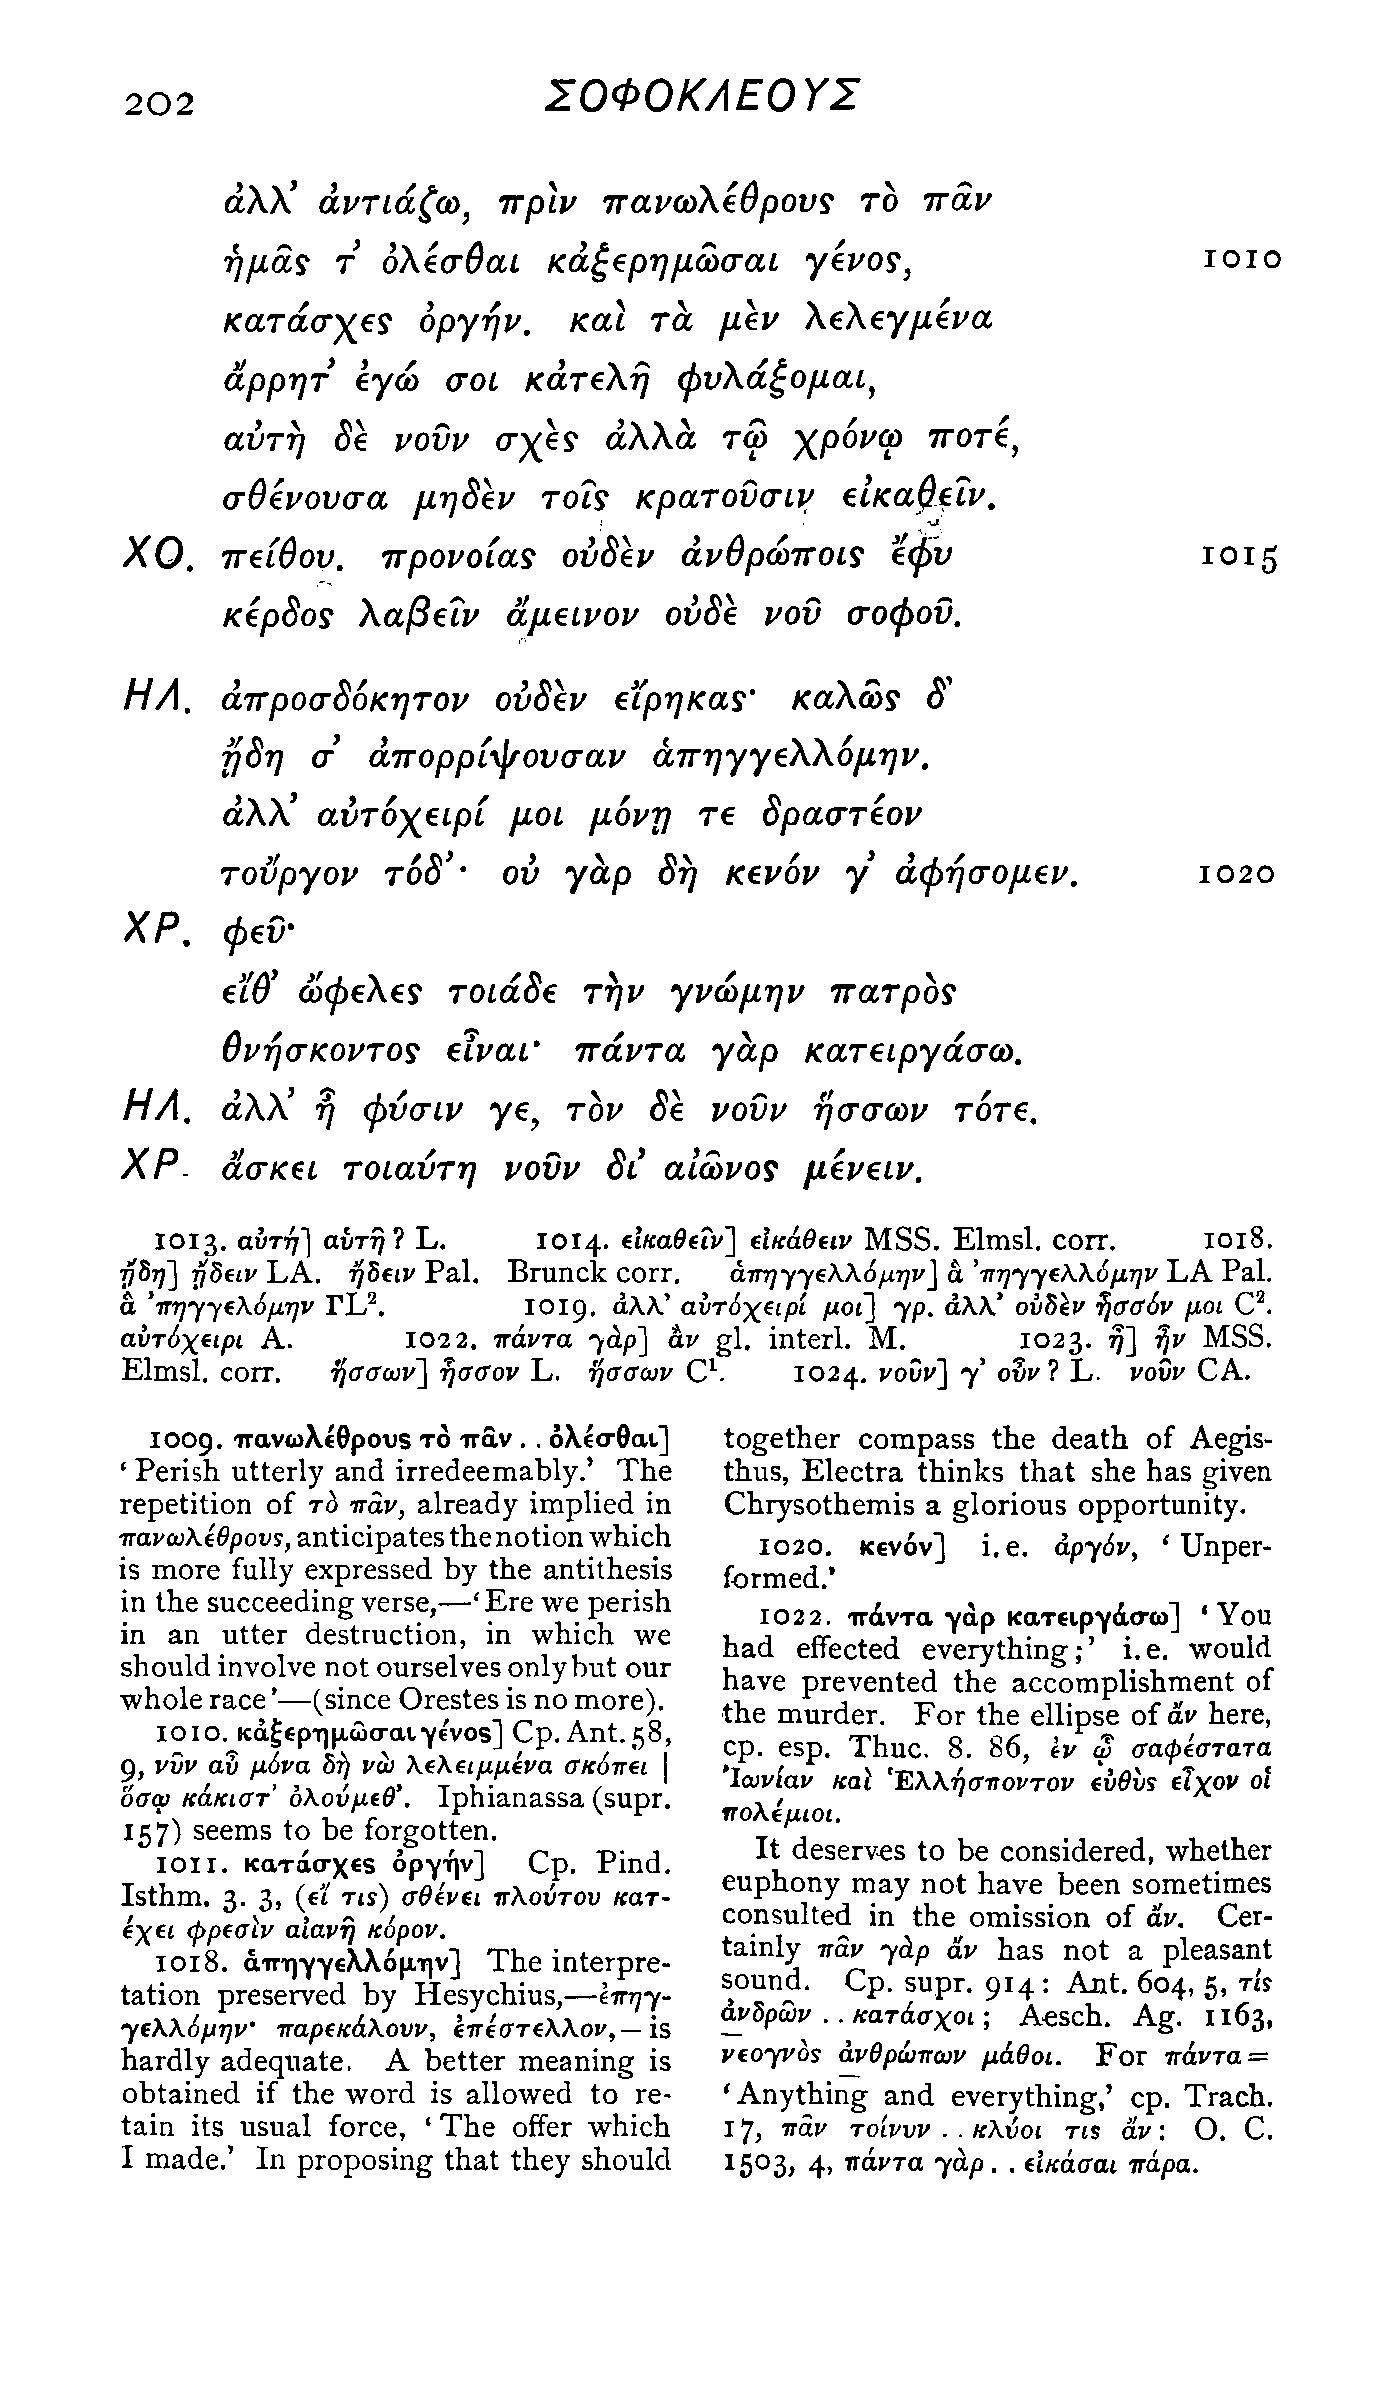 202 ΣΟΦΟΚΛΕΟΥΣ
ἀλλ’ ἀντιάζω, πρὶν πανωλέθρους τὸ πᾶν
ἡμᾶς τ’ ὀλέσθαι κἀξερημῶσαι γένος, 1010
κατάσχες ὀργήν. καὶ τὰ μὲν λελεγμένα
ἄρρητ’ ἐγώ σοι κἀτελῆ φυλάξομαι,
αὐτὴ δὲ νοῦν σχὲς ἀλλὰ τῷ χρόνῳ ποτέ,
σθένουσα μηδὲν τοῖς κρατοῦσιν εἰκαθεῖν.
ΧΟ. πείθου. προνοίας οὐδὲν ἀνθρώποις ἔφυ 1015
κέρδος λαβεῖν ἄμεινον οὐδὲ νοῦ σοφοῦ.
ΗΛ. ἀπροσδόκητον οὐδὲν εἴρηκας· καλῶς δ’
ᾔδη σ’ ἀπορρίψουσαν ἁπηγγελλόμην.
ἀλλ’ αὐτόχειρί μοι μόνῃ τε δραστέον
τοὔργον τόδ’· οὐ γὰρ δὴ κενόν γ’ ἀφήσομεν. 1020
ΧΡ. φεῦ·
εἴθ’ ὤφελες τοιάδε τὴν γνώμην πατρὸς
θνήσκοντος εἶναι· πάντα γὰρ κατειργάσω.
ΗΛ. ἀλλ’ ἦ φύσιν γε, τὸν δὲ νοῦν ἥσσων τότε.
ΧΡ. ἄσκει τοιαύτη νοῦν δι’ αἰῶνος μένειν.
1013. αὐτή] αὑτῆ? L. 1014. εἰκαθεῖν] εἰκάθειν MSS. Elmsl. corr. 1018.
ᾔδη] ᾔδειν LA. ἤδειν Pal. Brunck corr. ἁπηγγελλόμην] ἃ ’πηγγελλόμην LA Pal.
ἃ ’πηγγελόμην ΓL². 1019. ἀλλ’ αὐτόχειρί μοι] γρ. ἀλλ’ οὐδὲν ἧσσόν μοι C².
αὐτόχειρι A. 1022. πάντα γὰρ] ἂν gl. interl. M. 1023. ἦ] ἦν MSS.
Elmsl. corr. ἥσσων] ἧσσον L. ἥσσων C¹. 1024. νοῦν] γ’ οὖν? L. νοῦν CA.
1009. πανωλέθρους τὸ πᾶν . . ὀλέσθαι]
‘Perish utterly and irredeemably.’ The
repetition of τὸ πᾶν, already implied in
πανωλέθρους, anticipates the notion which
is more fully expressed by the antithesis
in the succeeding verse,—‘Ere we perish
in an utter destruction, in which we
should involve not ourselves only but our
whole race’—(since Orestes is no more).
1010. κἀξερημῶσαι γένος] Cp. Ant. 58,
9, νῦν αὖ μόνα δὴ νὼ λελειμμένα σκόπει |
ὅσῳ κάκιστ’ ὀλούμεθ’. Iphianassa (supr.
157) seems to be forgotten.
1011. κατάσχες ὀργήν] Cp. Pind.
Isthm. 3. 3, (εἴ τις) σθένει πλούτου κατ-
έχει φρεσὶν αἰανῆ κόρον.
1018. ἁπηγγελλόμην] The interpre-
tation preserved by Hesychius,—ἐπηγ-
γελλόμην· παρεκάλουν, ἐπέστελλον,—is
hardly adequate. A better meaning is
obtained if the word is allowed to re-
tain its usual force, ‘The offer which
I made.’ In proposing that they should
together compass the death of Aegis-
thus, Electra thinks that she has given
Chrysothemis a glorious opportunity.
1020. κενόν] i.e. ἀργόν, ‘Unper-
formed.’
1022. πάντα γὰρ κατειργάσω] ‘You
had effected everything;’ i.e. would
have prevented the accomplishment of
the murder. For the ellipse of ἄν here,
cp. esp. Thuc. 8. 86, ἐν ᾧ σαφέστατα
Ἰωνίαν καὶ Ἑλλήσποντον εὐθὺς εἶχον οἱ
πολέμιοι.
It deserves to be considered, whether
euphony may not have been sometimes
consulted in the omission of ἄν. Cer-
tainly πᾶν γὰρ ἄν has not a pleasant
sound. Cp. supr. 914: Ant. 604, 5, τίς
ἀνδρῶν . . κατάσχοι; Aesch. Ag. 1163,
νεογνὸς ἀνθρώπων μάθοι. For πάντα=
‘Anything and everything,’ cp. Trach.
17, πᾶν τοίνυν . . κλύοι τις ἄν: O. C.
1503, 4, πάντα γὰρ . . εἰκάσαι πάρα.